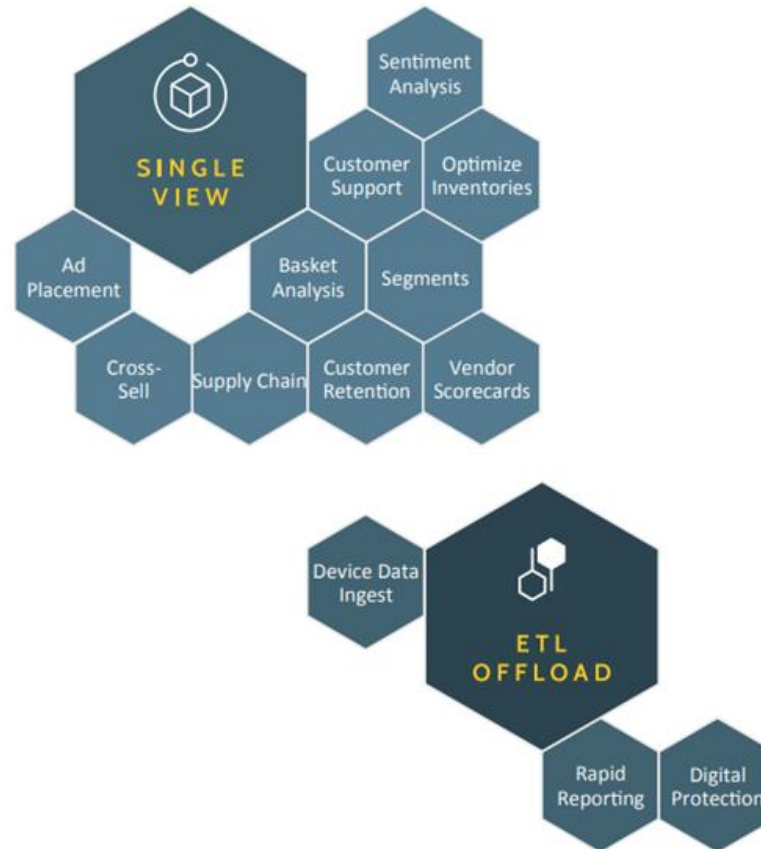 Sentiment
Analysis
SINGLE
VIEW
Customer
Support
Optimize
Inventories
Ad
Placement
Basket
Analysis
Segments
Cross-
Sell
Supply Chain
Customer
Retention
Vendor
Scorecards
Device Data
Ingest
ETL
OFFLOAD
Rapid
Reporting
Digital
Protection